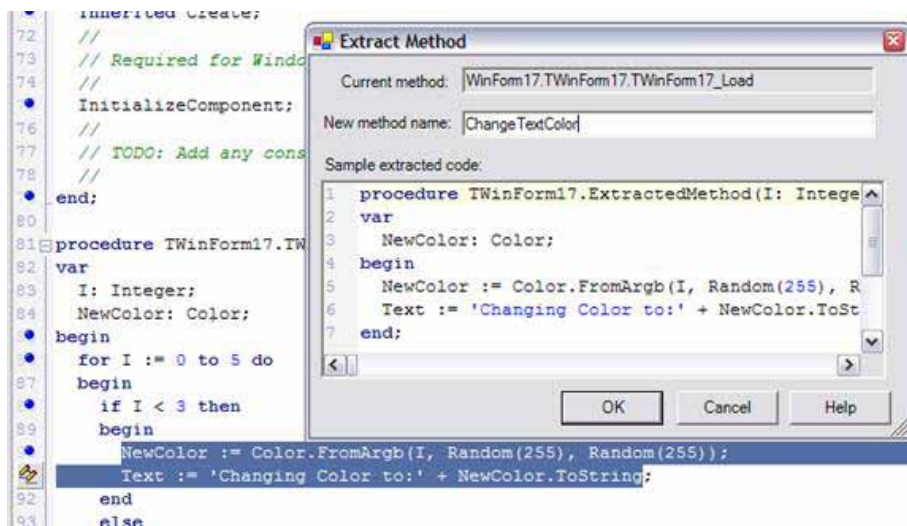 Inherited Create;
72 //
73 // Required for Windo
74 //
InitializeComponent;
76 //
77 // TODO: Add any cons
78 //
end;
80
81 procedure TWinForm17.TW
82 var
83 I: Integer;
84 NewColor: Color;
begin
for I := 0 to 5 do
87 begin
if I < 3 then
89 begin
NewColor := Color.FromArgb(I, Random(255), Random(255));
Text := 'Changing Color to:' + NewColor.ToString;
92 end
93 else
Extract Method
Current method: WinForm17.TWinForm17.TWinForm17_Load
New method name: ChangeTextColor
Sample extracted code:
1 procedure TWinForm17.ExtractedMethod(I: Intege
2 var
3 NewColor: Color;
4 begin
5 NewColor := Color.FromArgb(I, Random(255), R
6 Text := 'Changing Color to:' + NewColor.ToSt
7 end;
OK Cancel Help